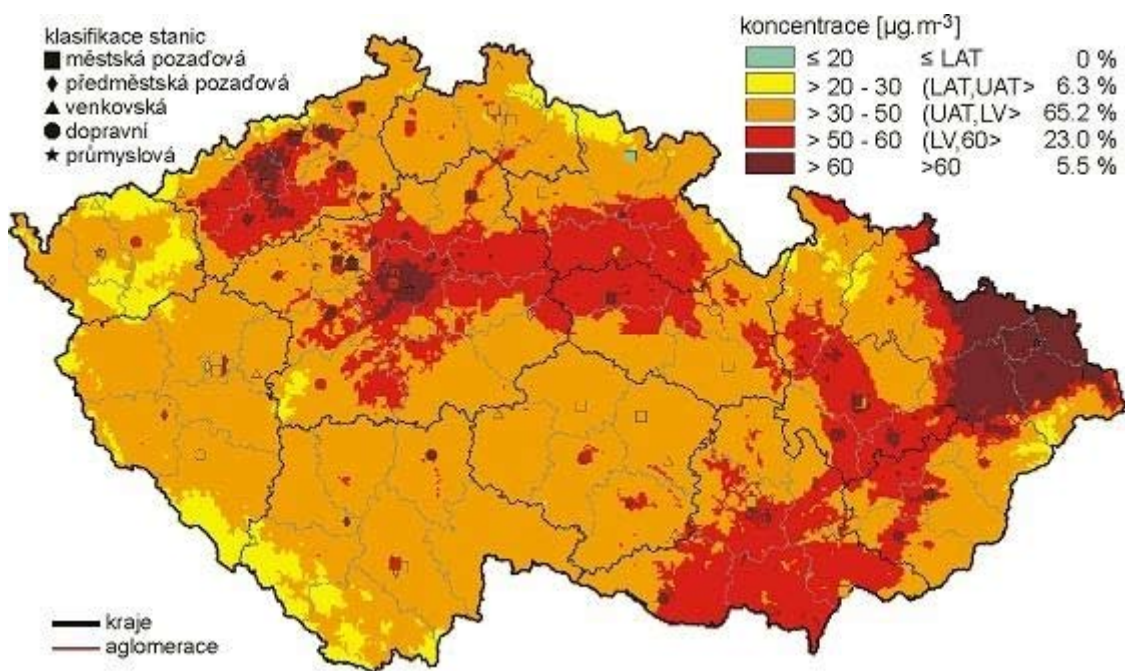 klasifikace stanic
městská pozaďová
předměstská pozaďová
venkovská
dopravní
průmyslová
koncentrace [µg.m-3]
≤ 20 ≤ LAT 0 %
> 20 - 30 (LAT,UAT> 6.3 %
> 30 - 50 (UAT,LV> 65.2 %
> 50 - 60 (LV,60> 23.0 %
> 60 >60 5.5 %
kraje
aglomerace